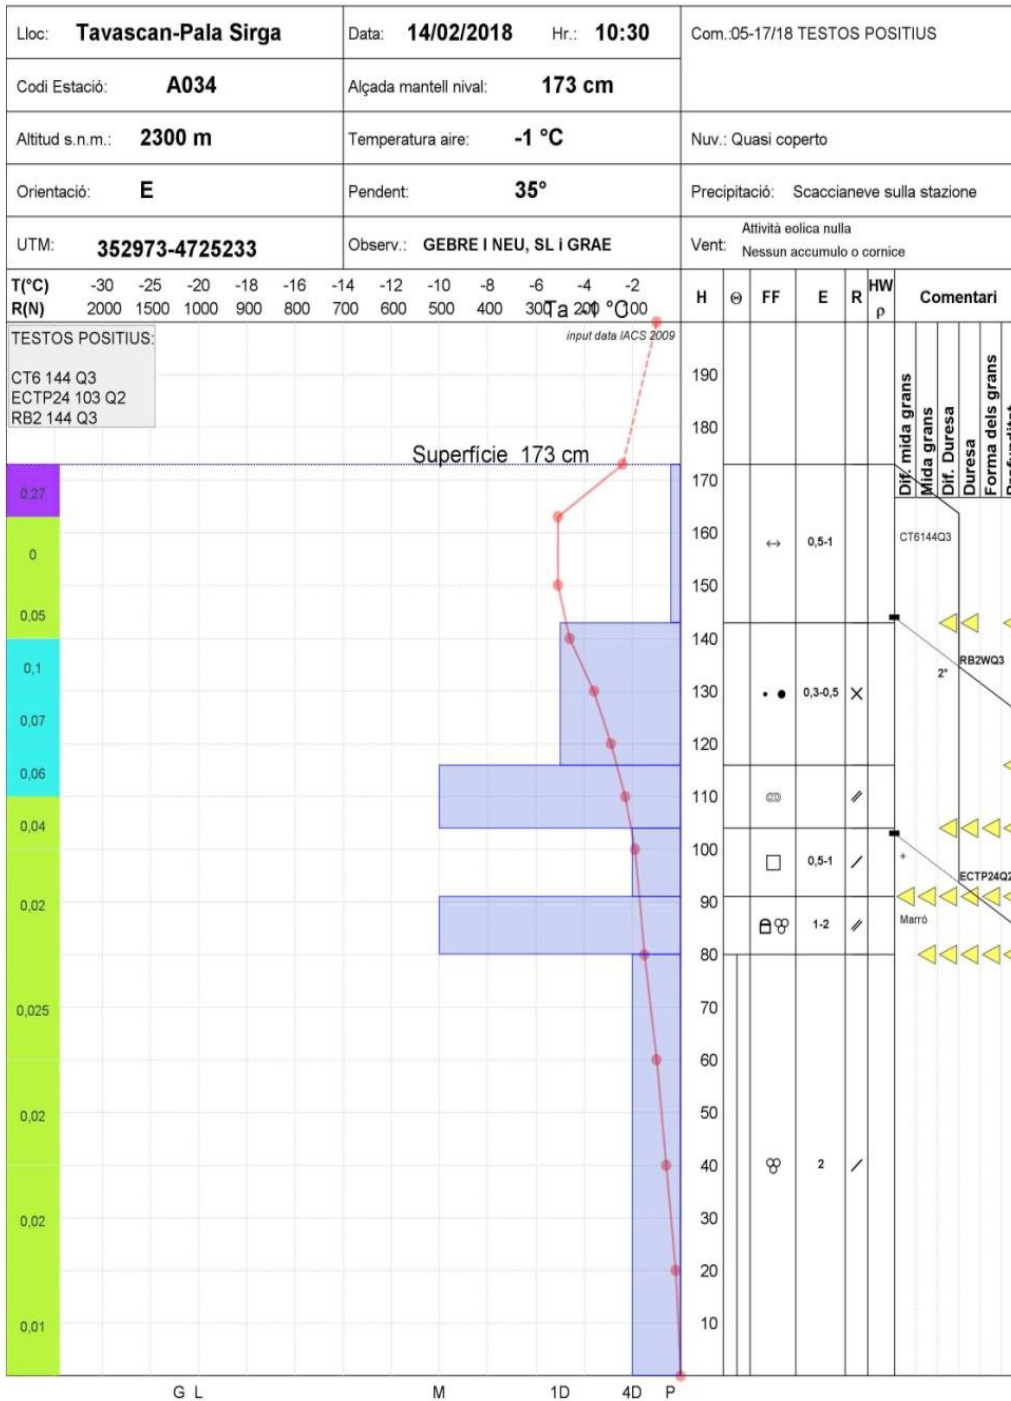 Lloc: Tavascan-Pala Sirga
Data: 14/02/2018 Hr.: 10:30
Com.:05-17/18 TESTOS POSITIUS
Codi Estació: A034
Alçada mantell nival: 173 cm
Altitud s.n.m.: 2300 m
Temperatura aire: -1 °C
Nuv.: Quasi coperto
Orientació: E
Pendent: 35°
Precipitació: Scaccianeve sulla stazione
UTM: 352973-4725233
Observ.: GEBRE I NEU, SL i GRAE
Vent: Attività eolica nulla
Nessun accumulo o cornice
T(°C) -30 -25 -20 -18 -16 -14 -12 -10 -8 -6 -4 -2
R(N) 2000 1500 1000 900 800 700 600 500 400 300 200 100
Ta -1 °C
H Θ FF E R HW ρ Comentari
input data IACS 2009
TESTOS POSITIUS:
CT6 144 Q3
ECTP24 103 Q2
RB2 144 Q3
Dif. mida grans
Mida grans
Dif. Duresa
Duresa
Forma dels grans
190
180
Superfície 173 cm
170
0,27
160
CT6144Q3
0
0,5-1
150
0,05
140
RB2WQ3
0,1
2°
130
0,3-0,5
0,07
120
0,06
110
0,04
100
+
0,5-1
ECTP24Q2
90
0,02
Marró
1-2
80
70
0,025
60
50
0,02
40
2
30
0,02
20
10
0,01
G L M 1D 4D P